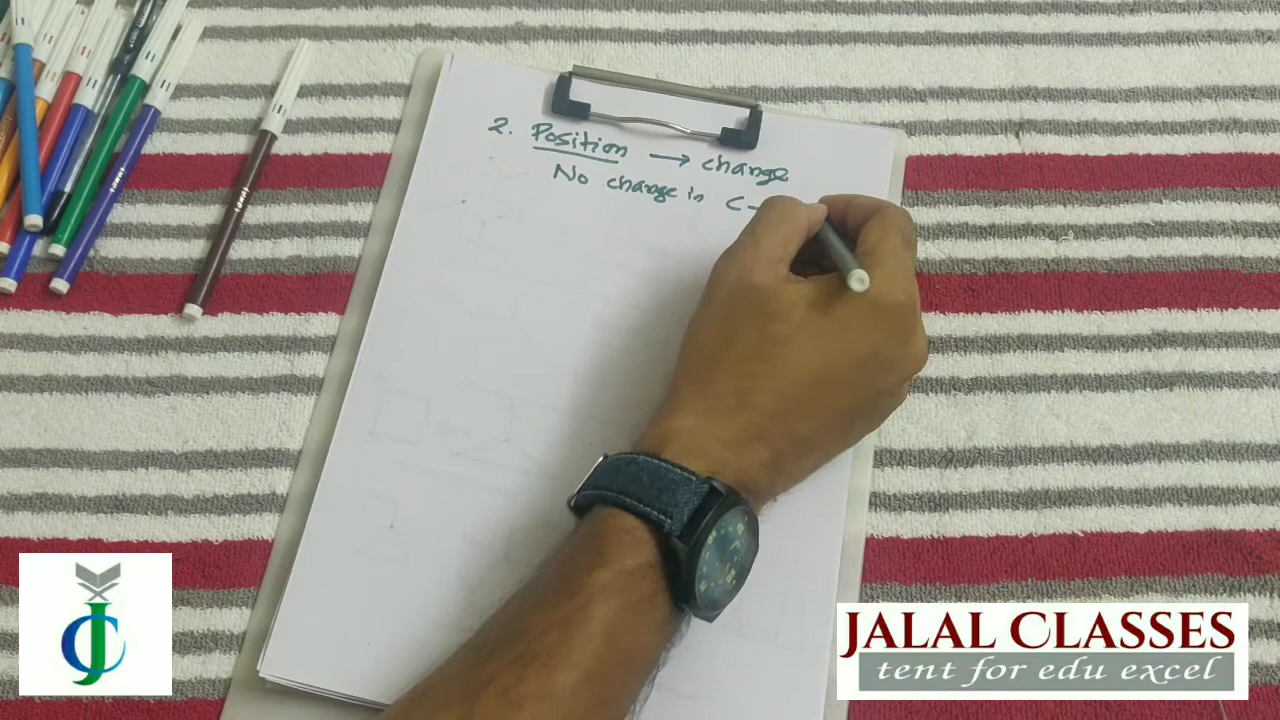 2. Position → change
No change in C-
JALAL CLASSES
tent for edu excel